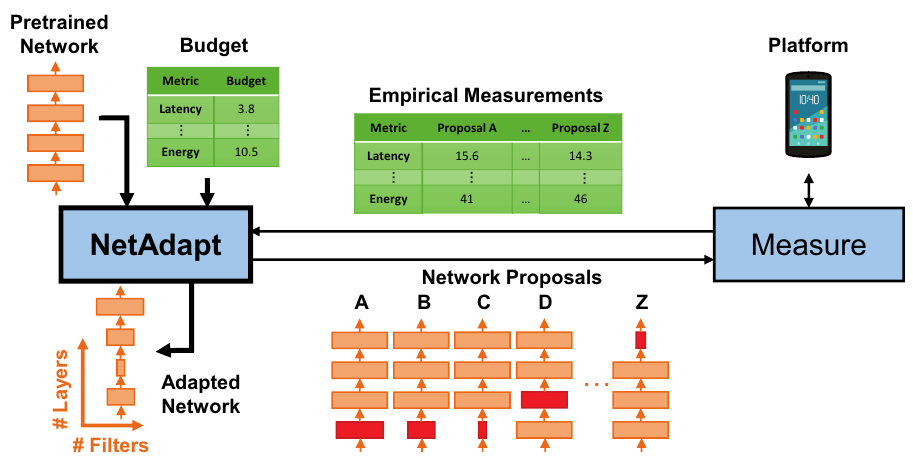 Pretrained
Network
Budget
Metric Budget
Latency 3.8
⋮ ⋮
Energy 10.5
Empirical Measurements
Metric Proposal A ... Proposal Z
Latency 15.6 ... 14.3
⋮ ⋮ ⋮
Energy 41 ... 46
Platform
10:40
NetAdapt
Measure
Network Proposals
A B C D Z
...
# Layers
# Filters
Adapted
Network